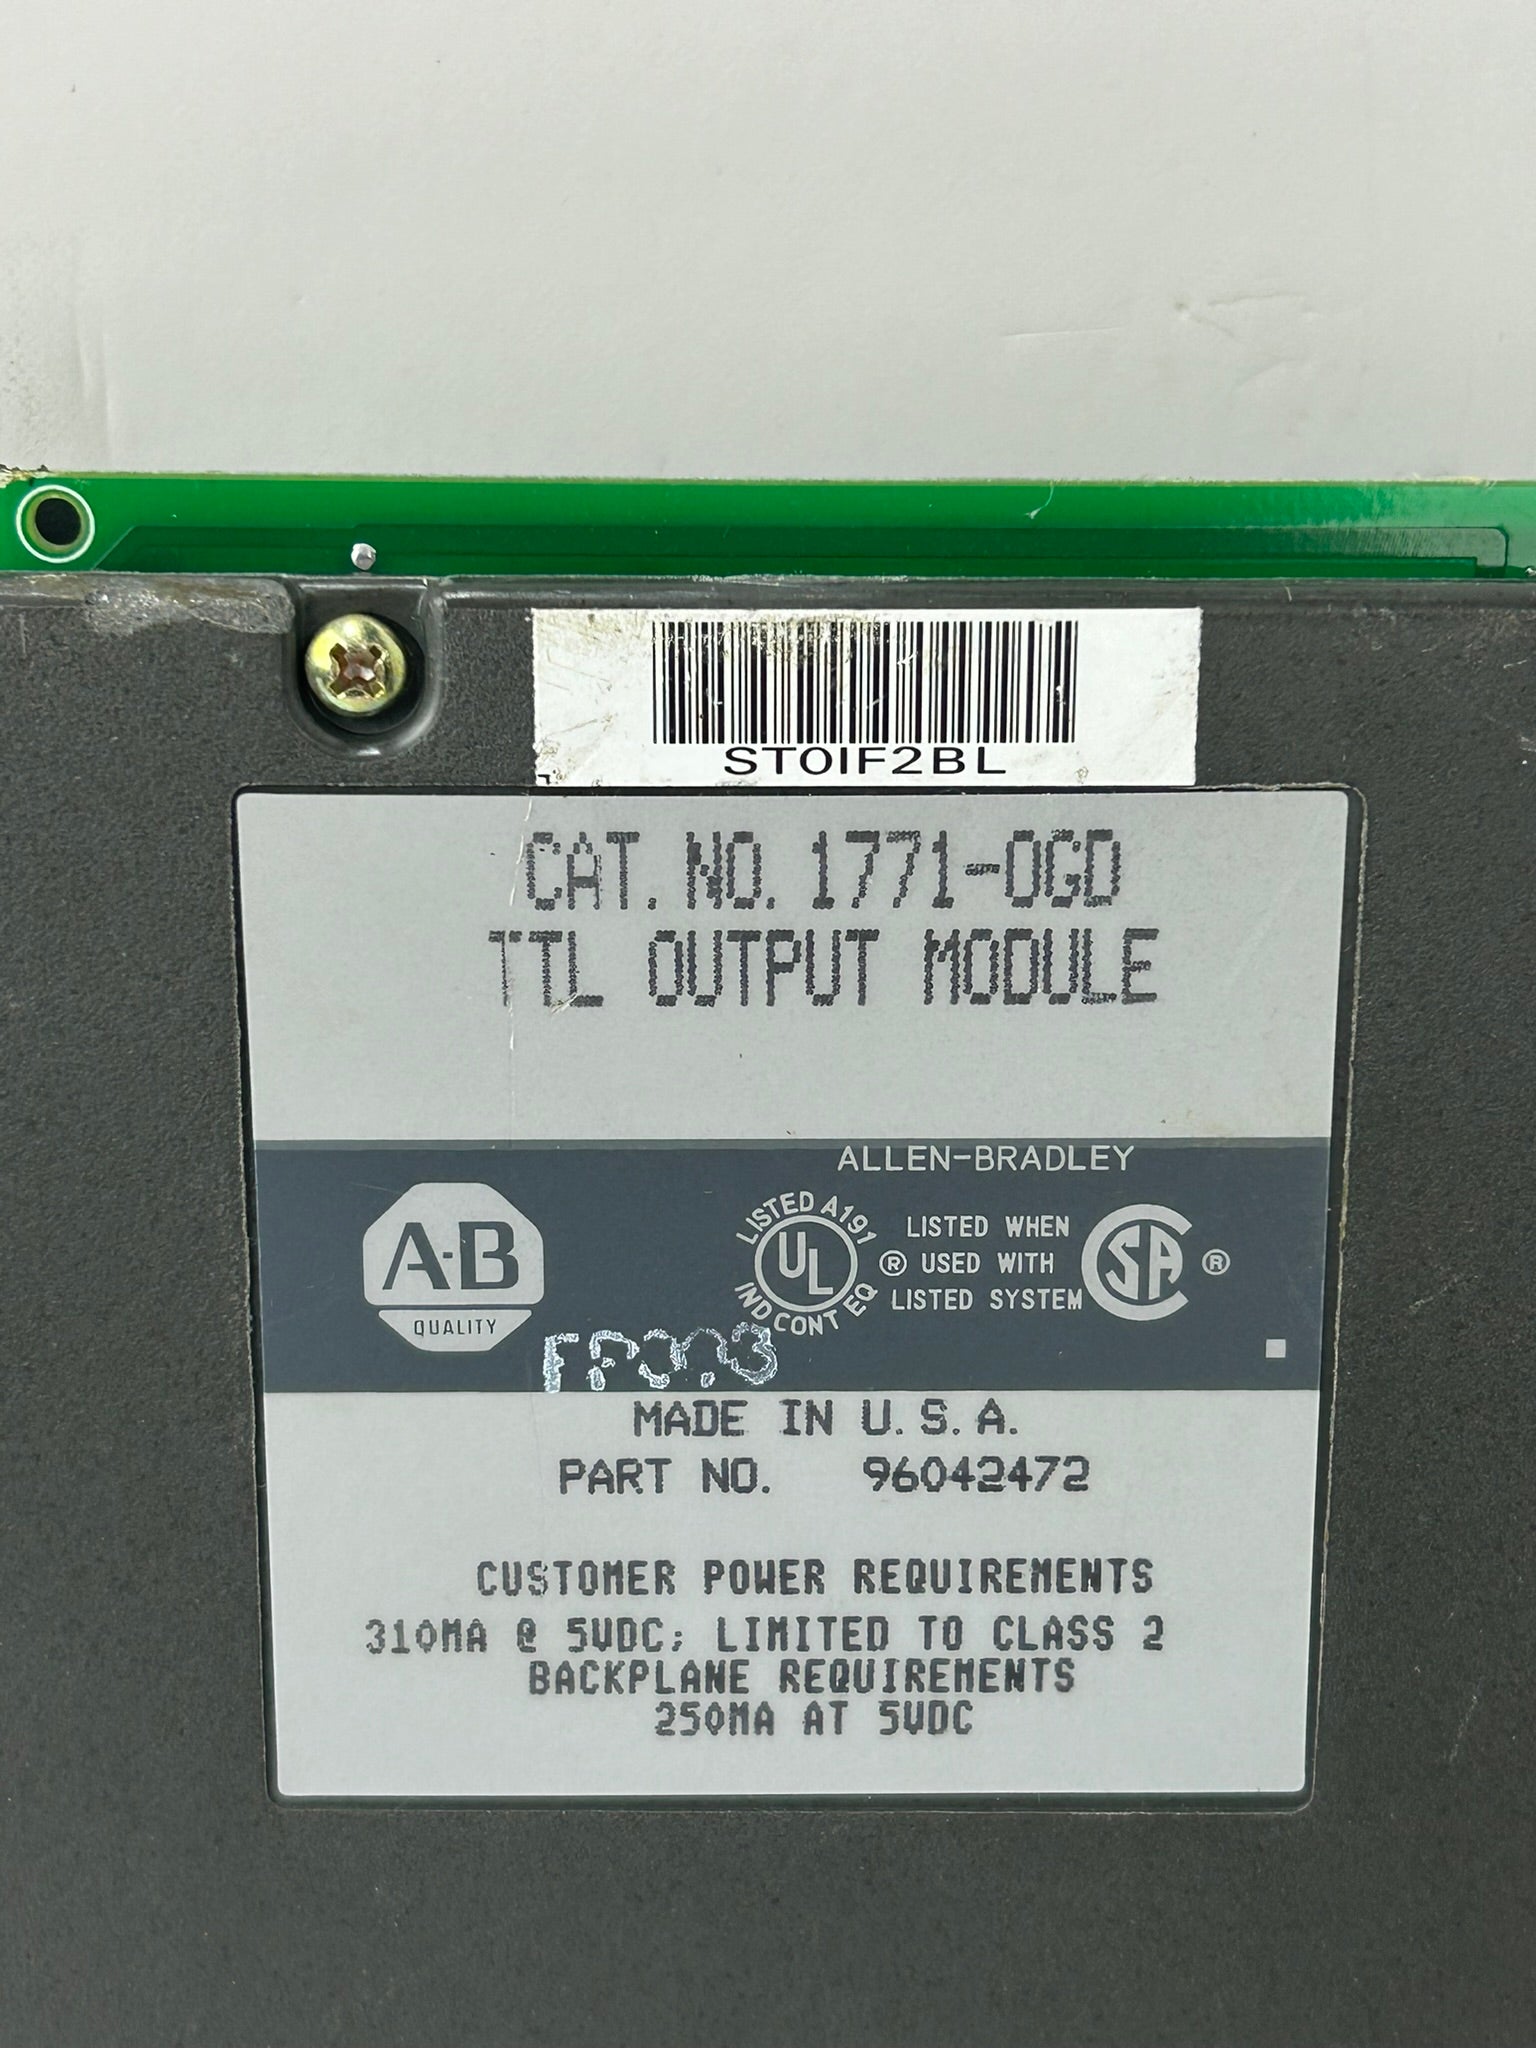 STOIF2BL
CAT. NO. 1771-OGD
TTL OUTPUT MODULE
ALLEN-BRADLEY
A-B
QUALITY
LISTED A191
UL
IND CONT EQ
®
LISTED WHEN
USED WITH
LISTED SYSTEM
SA
®
MADE IN U.S.A.
PART NO. 96042472
CUSTOMER POWER REQUIREMENTS
310MA @ 5VDC; LIMITED TO CLASS 2
BACKPLANE REQUIREMENTS
250MA AT 5VDC